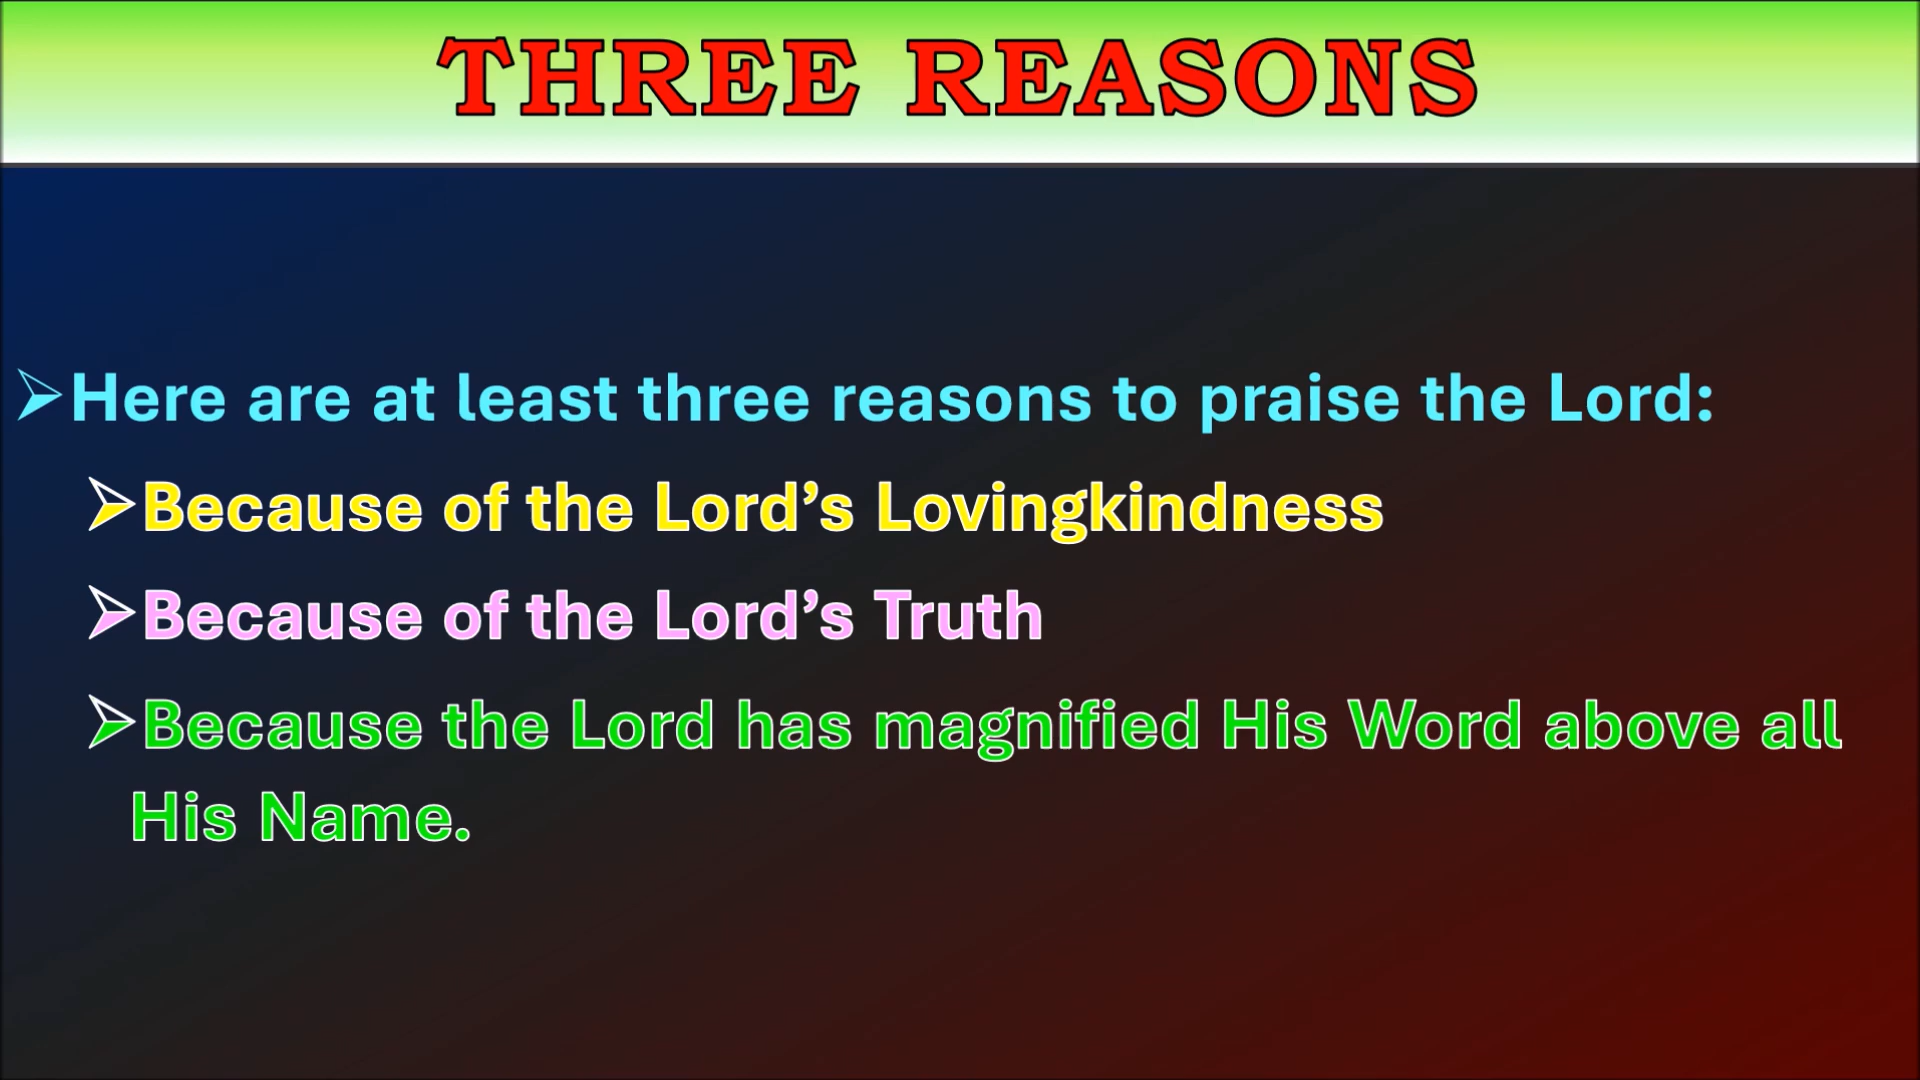 THREE REASONS
➢Here are at least three reasons to praise the Lord:
➢Because of the Lord’s Lovingkindness
➢Because of the Lord’s Truth
➢Because the Lord has magnified His Word above all
His Name.